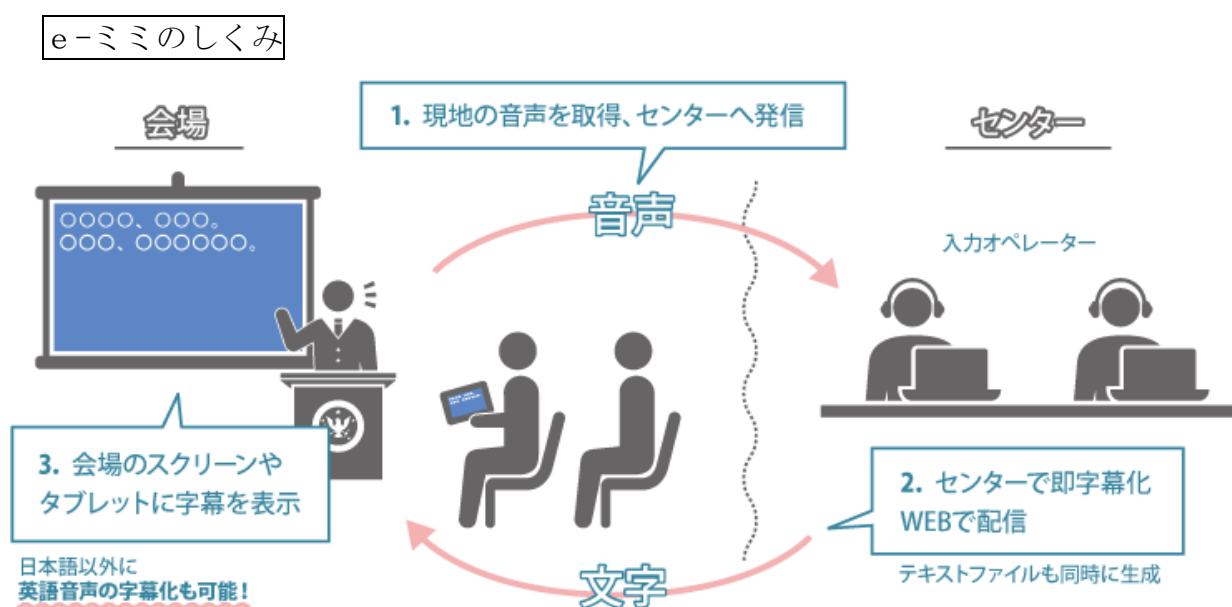 e-ミミのしくみ
1. 現地の音声を取得、センターへ発信
会場
センター
〇〇〇〇、〇〇〇。
〇〇〇、〇〇〇〇〇〇。
音声
入力オペレーター
3. 会場のスクリーンや
タブレットに字幕を表示
2. センターで即字幕化
WEBで配信
日本語以外に
英語音声の字幕化も可能!
文字
テキストファイルも同時に生成